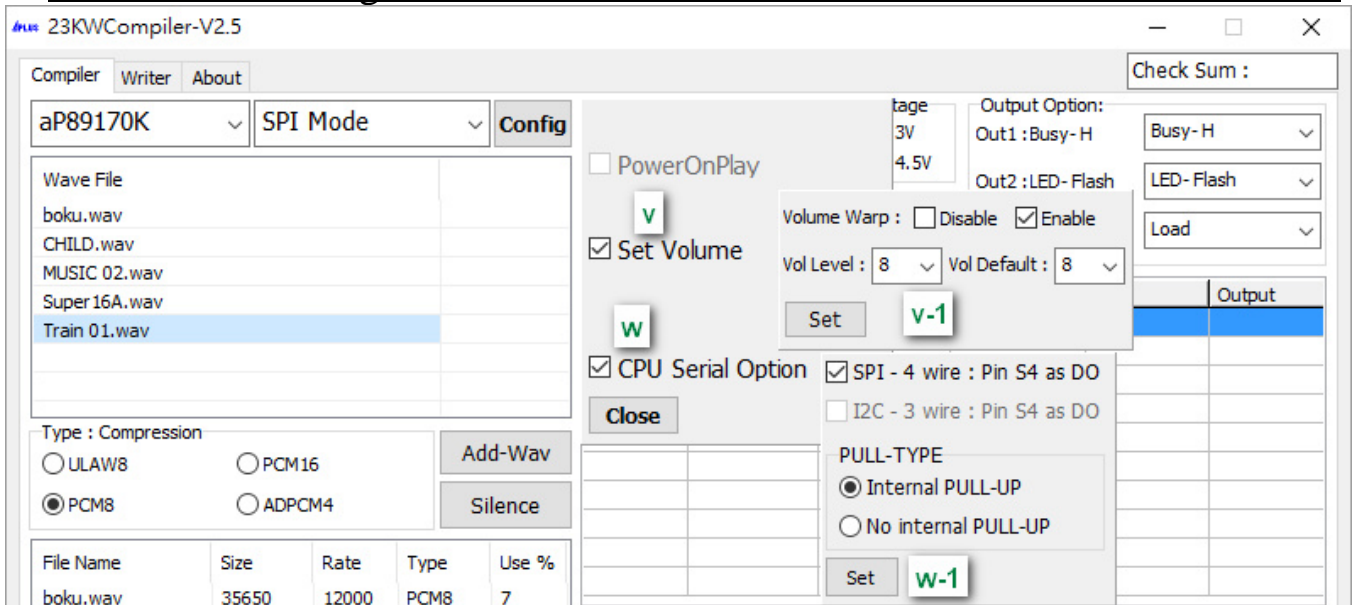 23KWCompiler-V2.5
Compiler Writer About
Check Sum :
aP89170K SPI Mode Config
Wave File
boku.wav
CHILD.wav
MUSIC 02.wav
Super16A.wav
Train 01.wav
Type : Compression
ULAW8 PCM16
PCM8 ADPCM4
Add-Wav
Silence
File Name Size Rate Type Use %
boku.wav 35650 12000 PCM8 7
PowerOnPlay
v
Set Volume
w
CPU Serial Option
Close
tage
3V
4.5V
Output Option:
Out1 :Busy-H Busy-H
Out2 :LED-Flash LED-Flash
Load
Volume Warp : Disable Enable
Vol Level : 8 Vol Default : 8
Set v-1
Output
SPI - 4 wire : Pin S4 as DO
I2C - 3 wire : Pin S4 as DO
PULL-TYPE
Internal PULL-UP
No internal PULL-UP
Set w-1